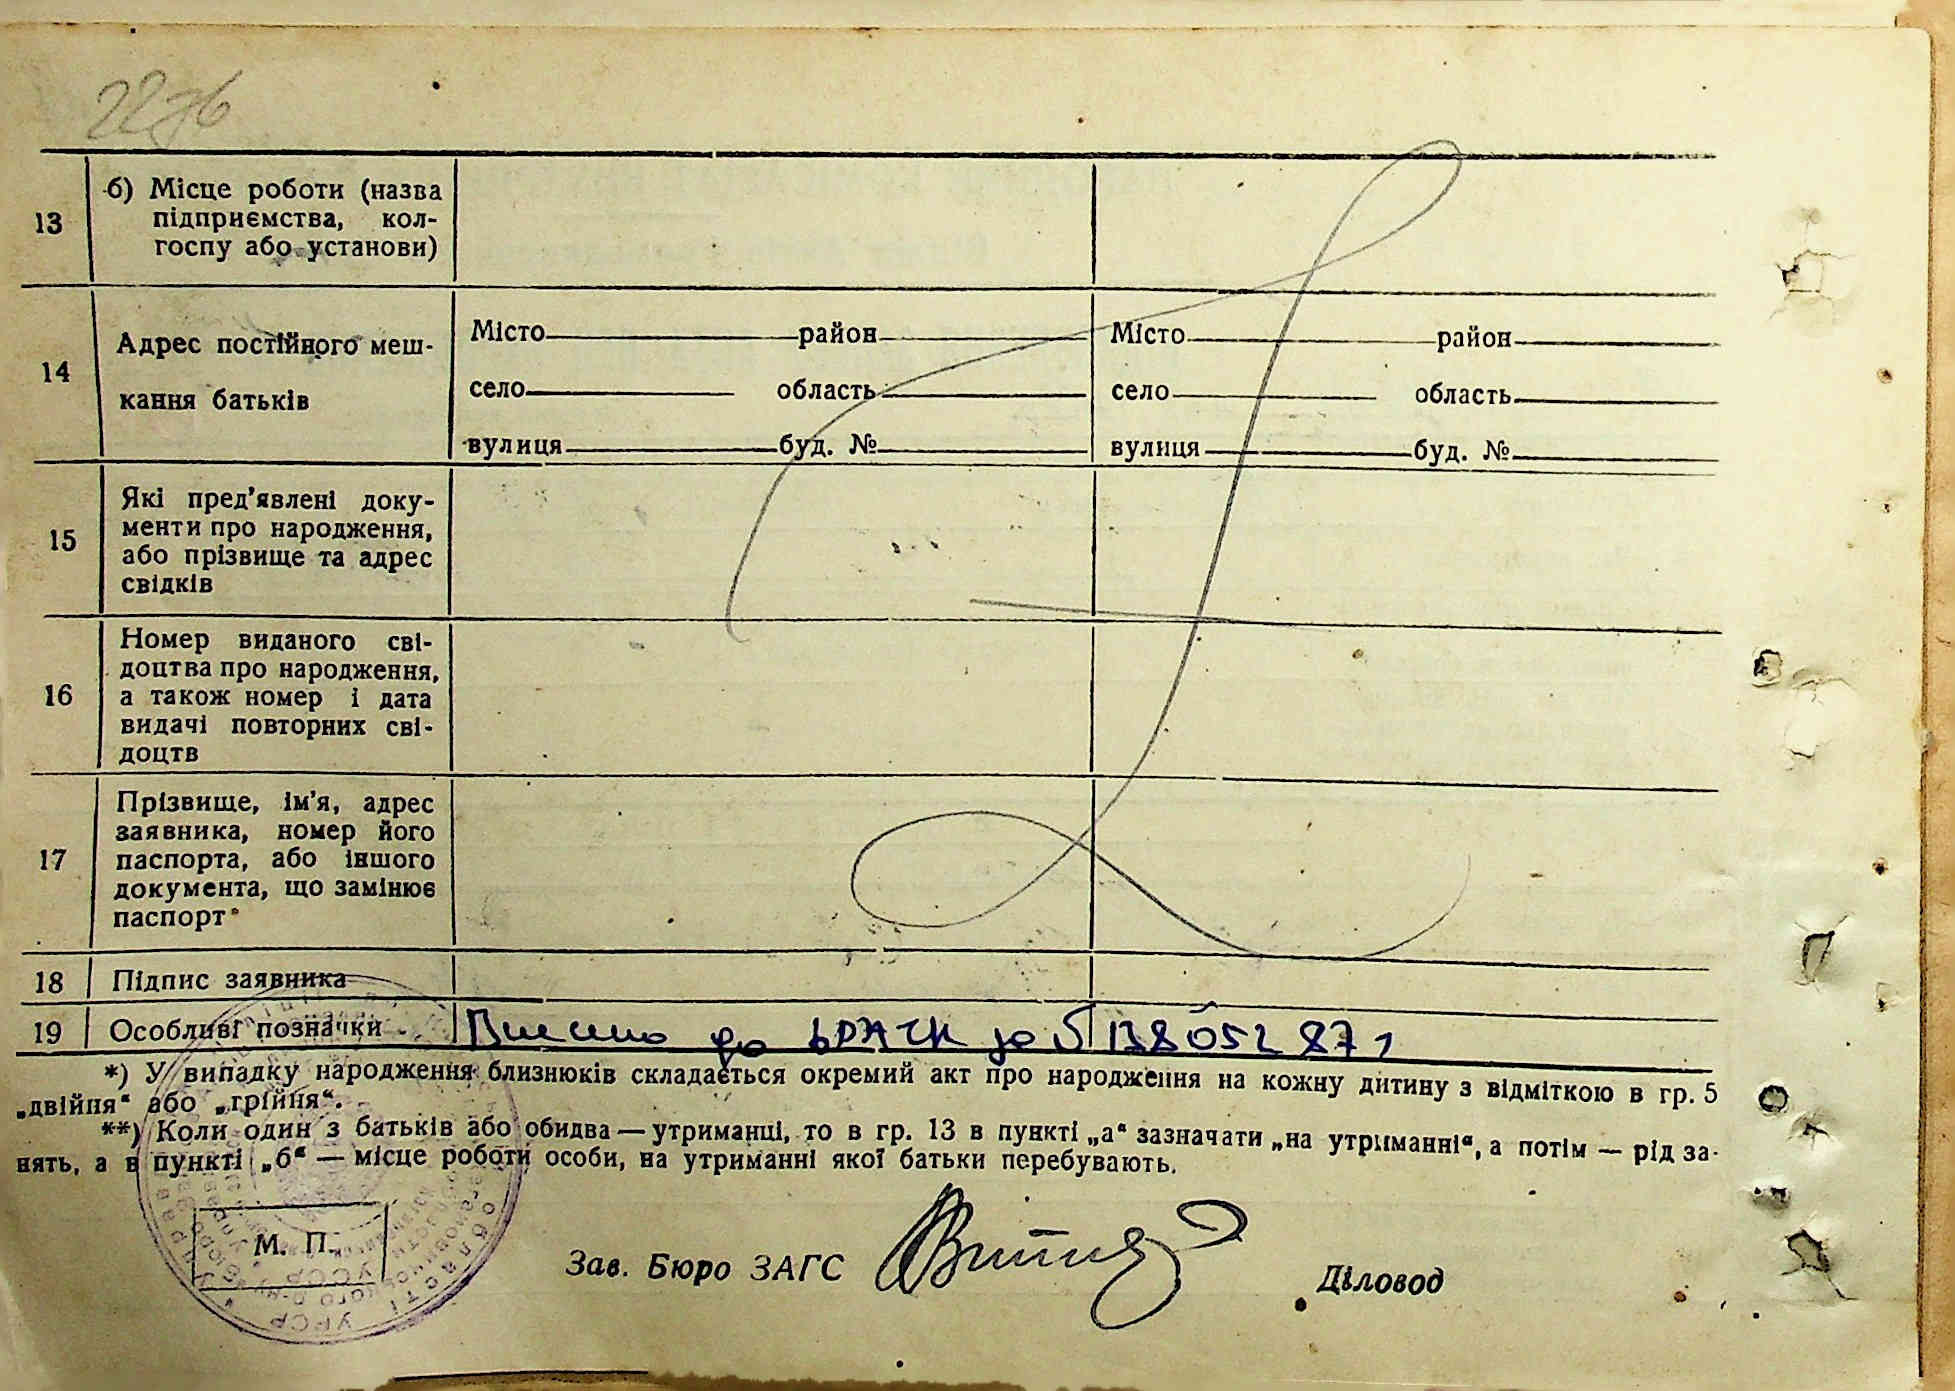 2276
13
б) Місце роботи (назва
підприємства, кол-
госпу або установи)
14
Адрес постійного меш-
кання батьків
Місто район
село область
вулиця буд. №
Місто район
село область
вулиця буд. №
15
Які пред'явлені доку-
менти про народження,
або прізвище та адрес
свідків
16
Номер виданого сві-
доцтва про народження,
а також номер і дата
видачі повторних сві-
доцтв
17
Прізвище, ім'я, адрес
заявника, номер його
паспорта, або іншого
документа, що замінює
паспорт
18 Підпис заявника
19 Особливі позначки
до за
*) У випадку народження близнюків складається окремий акт про народження на кожну дитину з відміткою в гр. 5
„двійня“ або „трійня“.
**) Коли один з батьків або обидва — утриманці, то в гр. 13 в пункті „а“ зазначати „на утриманні“, а потім — рід за-
нять, а в пункті „б“ — місце роботи особи, на утриманні якої батьки перебувають.
М. П.
УРСР
Зав. Бюро ЗАГС
Діловод